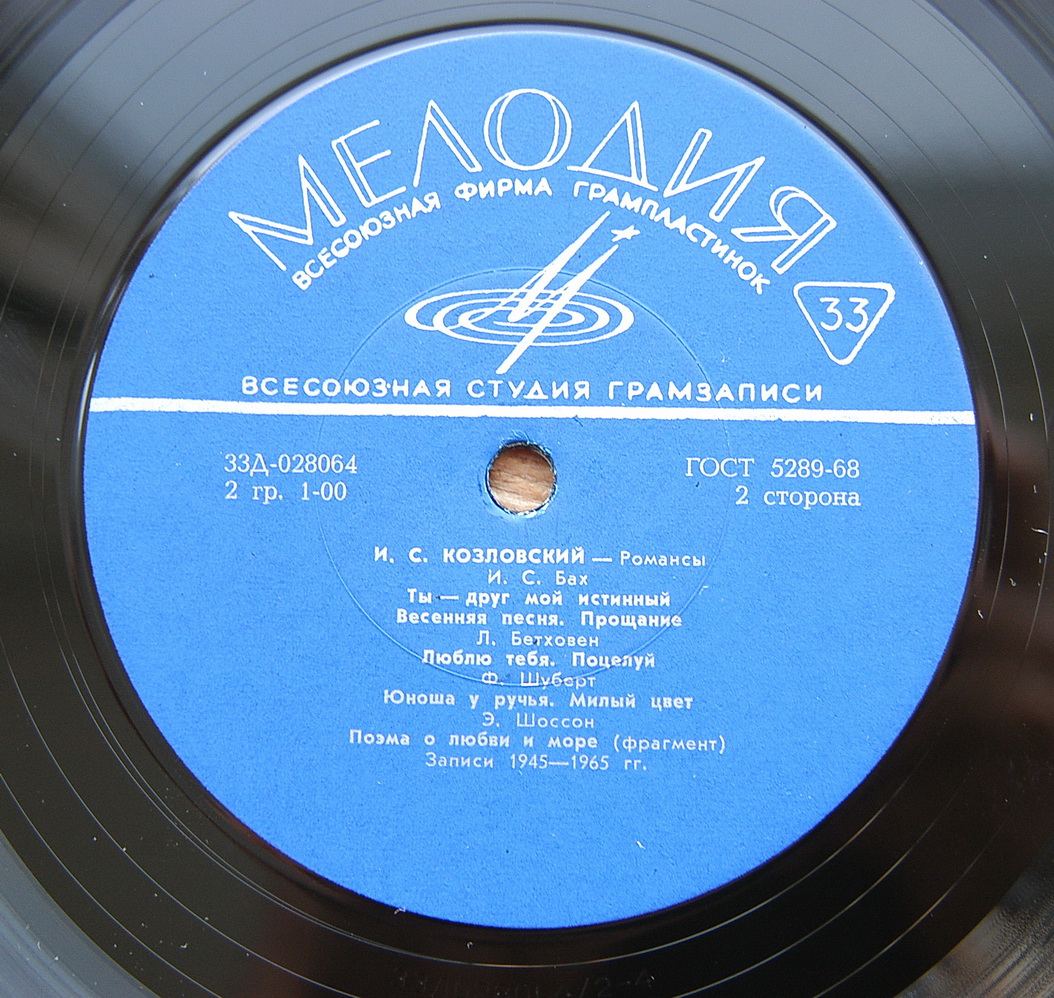 МЕЛОДИЯ
ВСЕСОЮЗНАЯ ФИРМА ГРАМПЛАСТИНОК
33
ВСЕСОЮЗНАЯ СТУДИЯ ГРАМЗАПИСИ
33Д-028064
2 гр. 1-00
ГОСТ 5289-68
2 сторона
И. С. КОЗЛОВСКИЙ — Романсы
И. С. Бах
Ты — друг мой истинный
Весенняя песня. Прощание
Л. Бетховен
Люблю тебя. Поцелуй
Ф. Шуберт
Юноша у ручья. Милый цвет
Э. Шоссон
Поэма о любви и море (фрагмент)
Записи 1945—1965 гг.